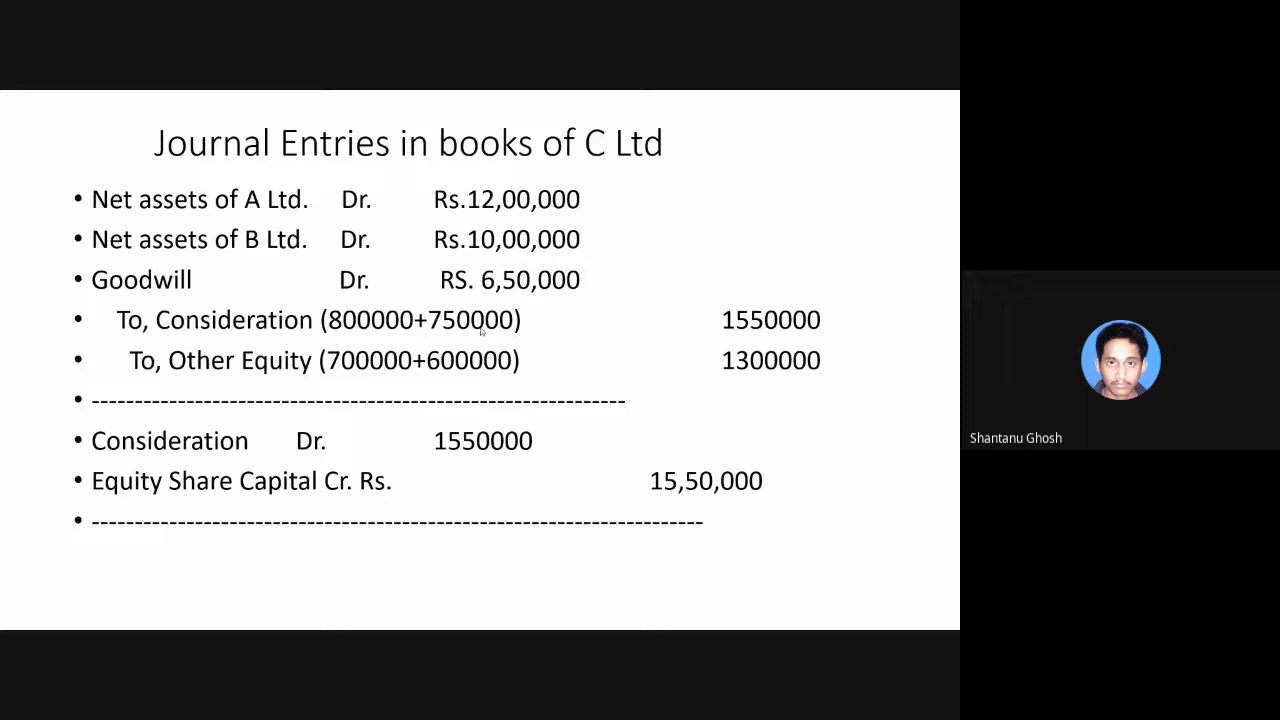 Journal Entries in books of C Ltd
• Net assets of A Ltd. Dr. Rs.12,00,000
• Net assets of B Ltd. Dr. Rs.10,00,000
• Goodwill Dr. RS. 6,50,000
• To, Consideration (800000+750000) 1550000
• To, Other Equity (700000+600000) 1300000
• --------------------------------------------------------------
• Consideration Dr. 1550000
• Equity Share Capital Cr. Rs. 15,50,000
• -----------------------------------------------------------------------
Shantanu Ghosh